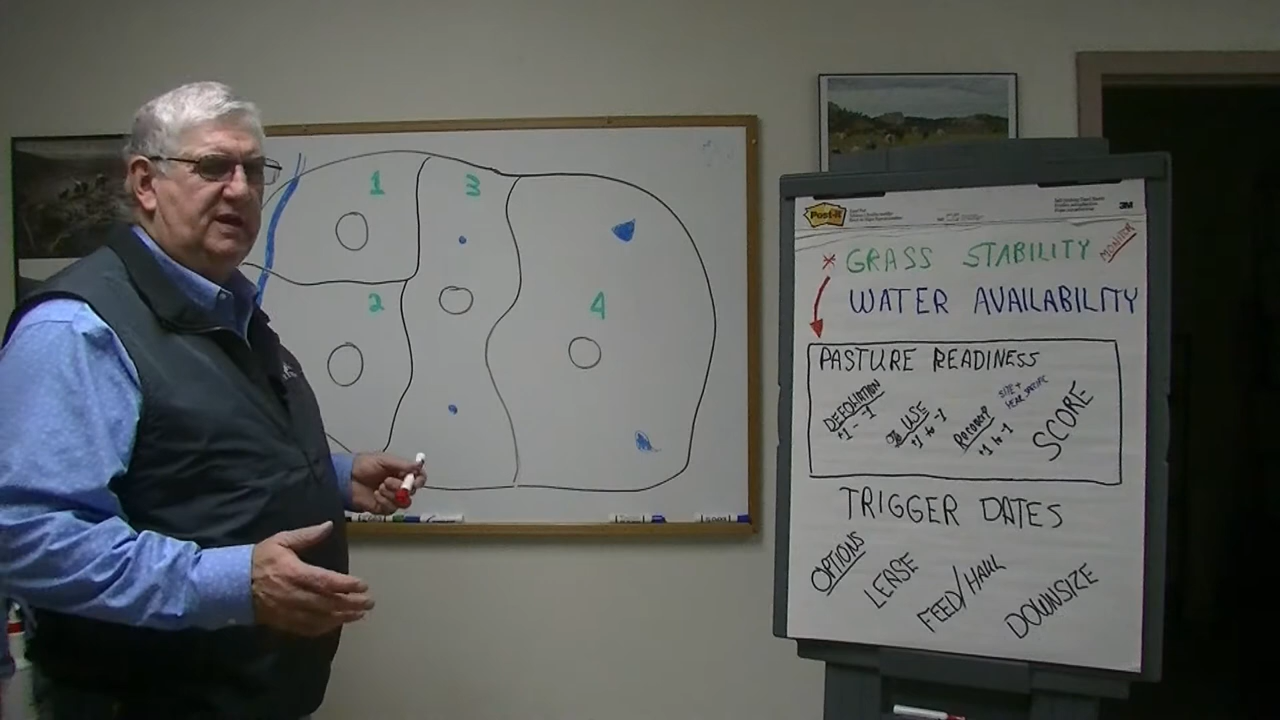 1
3
2
4
Post-it
3M
* GRASS STABILITY MONITOR
WATER AVAILABILITY
PASTURE READINESS
DEFOLIATION
+1 - -1
% USE
+1 to -1
RECOVERY
+1 to -1
SITE + YEAR SPECIFIC
SCORE
TRIGGER DATES
OPTIONS
LEASE
FEED/HAUL
DOWNSIZE